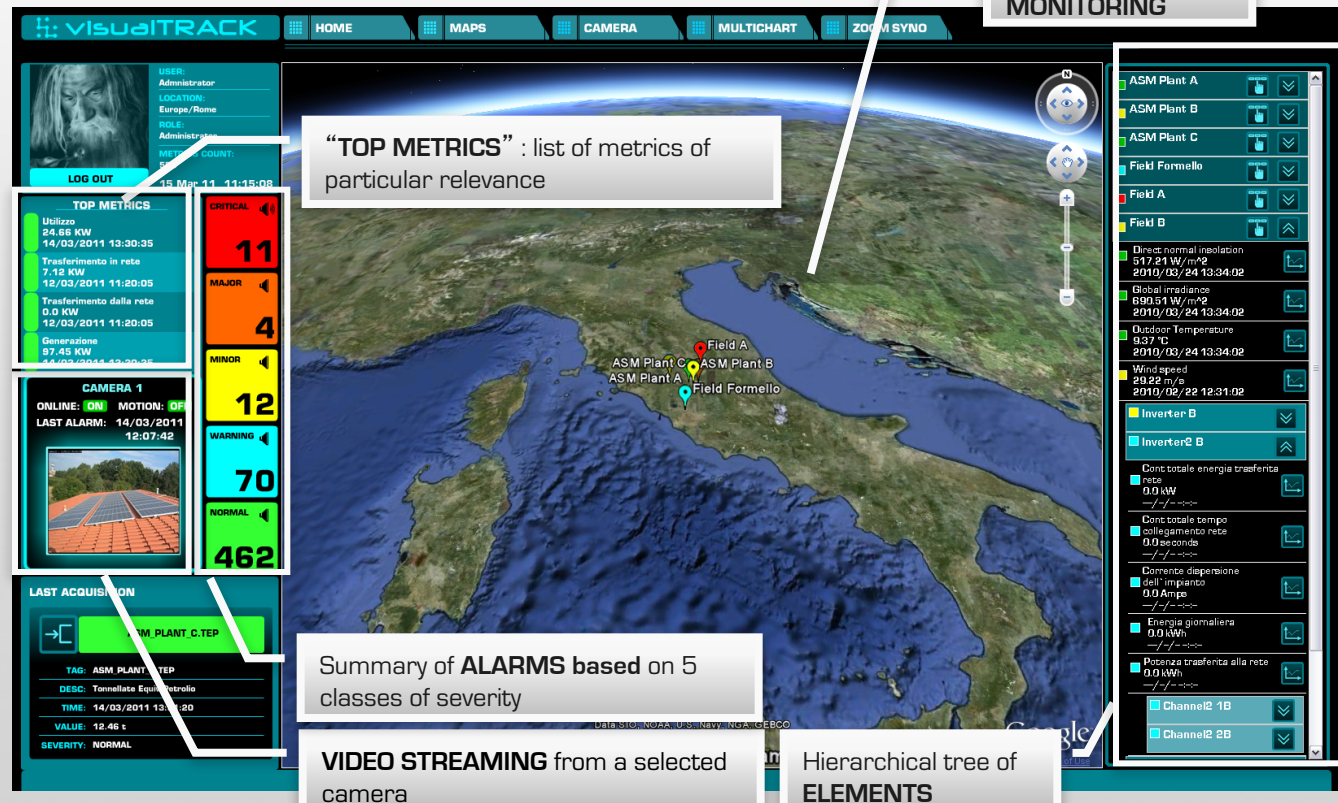 MONITORING
visualTRACK
HOME
MAPS
CAMERA
MULTICHART
ZOOM SYNO
USER:
Admnistrator
LOCATION:
Europe/Rome
ROLE:
Administrator
COUNT:
LOG OUT
15 Mar 11 11:15:08
TOP METRICS
Utilizzo
24.66 KW
14/03/2011 13:30:35
Trasferimento in rete
7.12 KW
12/03/2011 11:20:05
Trasferimento dalla rete
0.0 KW
12/03/2011 11:20:05
Generazione
97.45 KW
CRITICAL
11
MAJOR
4
MINOR
12
WARNING
70
NORMAL
462
CAMERA 1
ONLINE: ON MOTION: OFF
LAST ALARM: 14/03/2011
12:07:42
LAST ACQUISITION
ASM_PLANT_C.TEP
TAG: ASM_PLANT_C.TEP
DESC: Tonnellate Equiv. Petrolio
TIME: 14/03/2011
VALUE: 12.46 t
SEVERITY: NORMAL
“TOP METRICS” : list of metrics of
particular relevance
N
Field A
ASM Plant C
ASM Plant B
ASM Plant A
Field Formello
Summary of ALARMS based on 5
classes of severity
Data SIO, NOAA, U.S. Navy, NGA, GEBCO
Google
of Use
VIDEO STREAMING from a selected
camera
Hierarchical tree of
ELEMENTS
ASM Plant A
ASM Plant B
ASM Plant C
Field Formello
Field A
Field B
Direct normal insolation
517.21 W/m^2
2010/03/24 13:34:02
Global irradiance
690.51 W/m^2
2010/03/24 13:34:02
Outdoor Temperature
9.37 °C
2010/03/24 13:34:02
Wind speed
29.22 m/s
2010/02/22 12:31:02
Inverter B
Inverter2 B
Cont totale energia trasferita
rete
0.0 kW
--/-/-- --:--:--
Cont totale tempo
collegamento rete
0.0 seconds
--/-/-- --:--:--
Corrente dispersione
dell`impianto
0.0 Amps
--/-/-- --:--:--
Energia giornaliera
0.0 kWh
--/-/-- --:--:--
Potenza trasferita alla rete
0.0 kWh
--/-/-- --:--:--
Channel2 1B
Channel2 2B